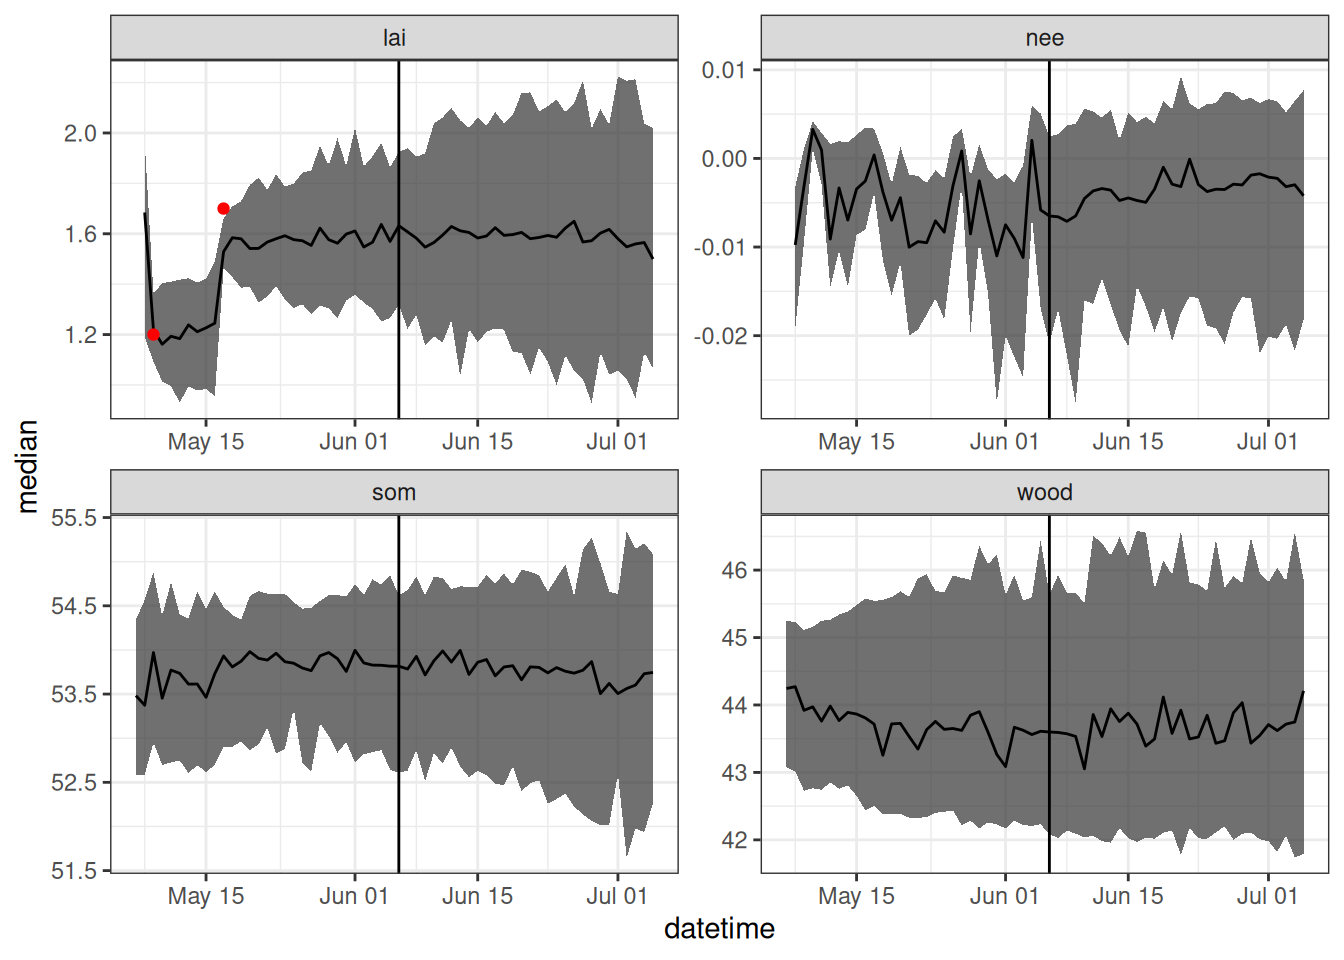 lai
nee
2.0
1.6
1.2
0.01
0.00
-0.01
-0.02
May 15 Jun 01 Jun 15 Jul 01
May 15 Jun 01 Jun 15 Jul 01
median
som
wood
55.5
54.5
53.5
52.5
51.5
46
45
44
43
42
May 15 Jun 01 Jun 15 Jul 01
May 15 Jun 01 Jun 15 Jul 01
datetime